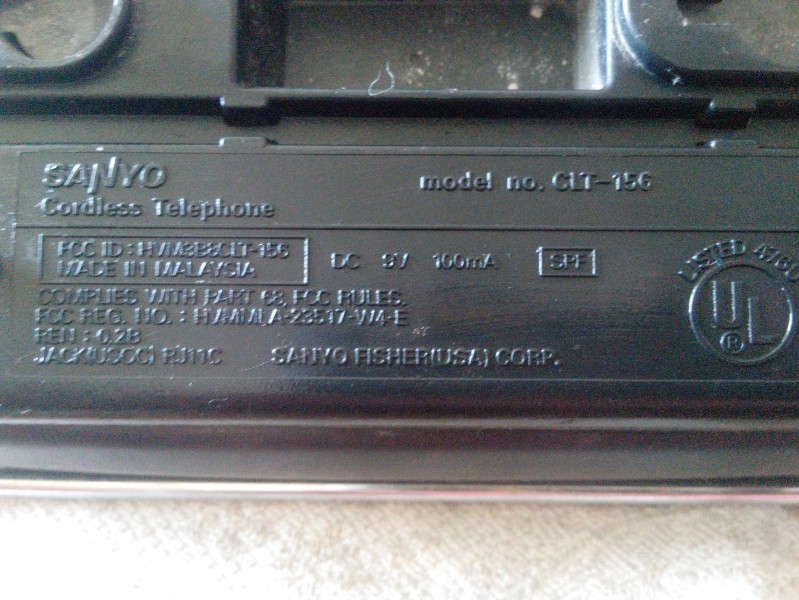 SANYO
Cordless Telephone
model no. CLT-156
FCC ID : HVM3B8CLT-156
MADE IN MALAYSIA
DC 9V 100mA SPF
COMPLIES WITH PART 68, FCC RULES.
FCC REG. NO. : HVMMLA-23517-W4-E
REN : 0.2B
JACK(USOC) RJ11C SANYO FISHER(USA) CORP.
LISTED
UL
®